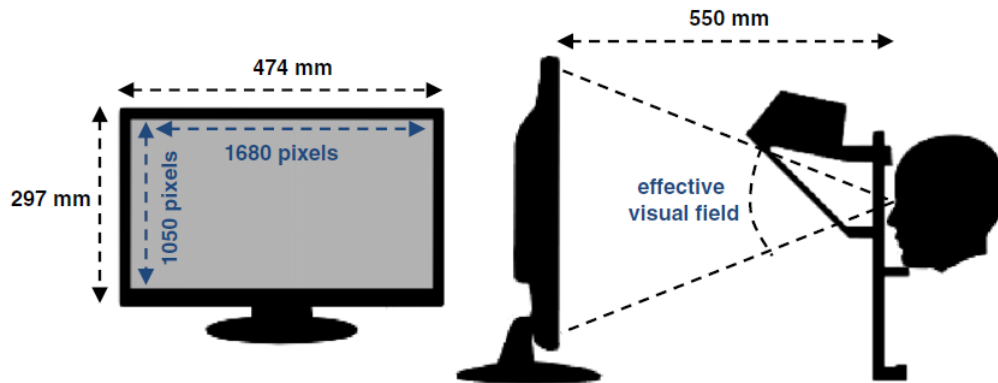 550 mm
474 mm
1680 pixels
297 mm
1050 pixels
effective
visual field